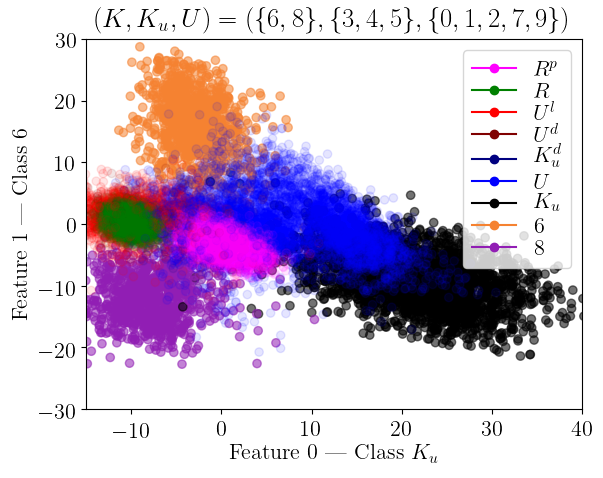 (K, K_u, U) = ({6, 8}, {3, 4, 5}, {0, 1, 2, 7, 9})
30
20
10
0
−10
−20
−30
Feature 1 — Class 6
−10
0
10
20
30
40
Feature 0 — Class K_u
R^p
R
U^l
U^d
K_u^d
U
K_u
6
8